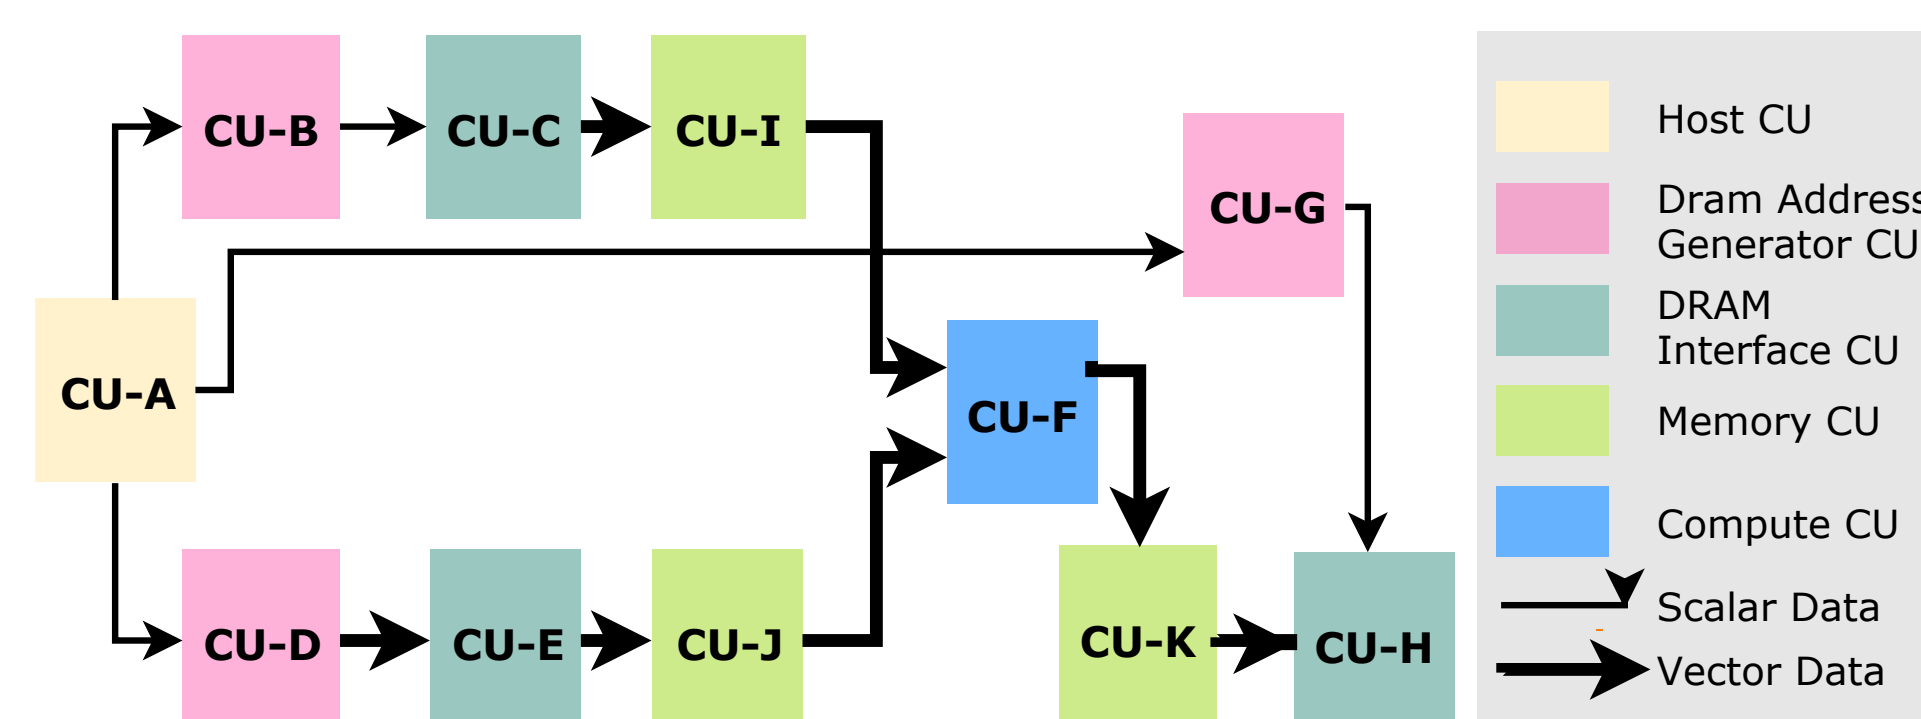 CU-B
CU-C
CU-I
CU-G
CU-A
CU-F
CU-D
CU-E
CU-J
CU-K
CU-H
Host CU
Dram Address
Generator CU
DRAM
Interface CU
Memory CU
Compute CU
Scalar Data
Vector Data